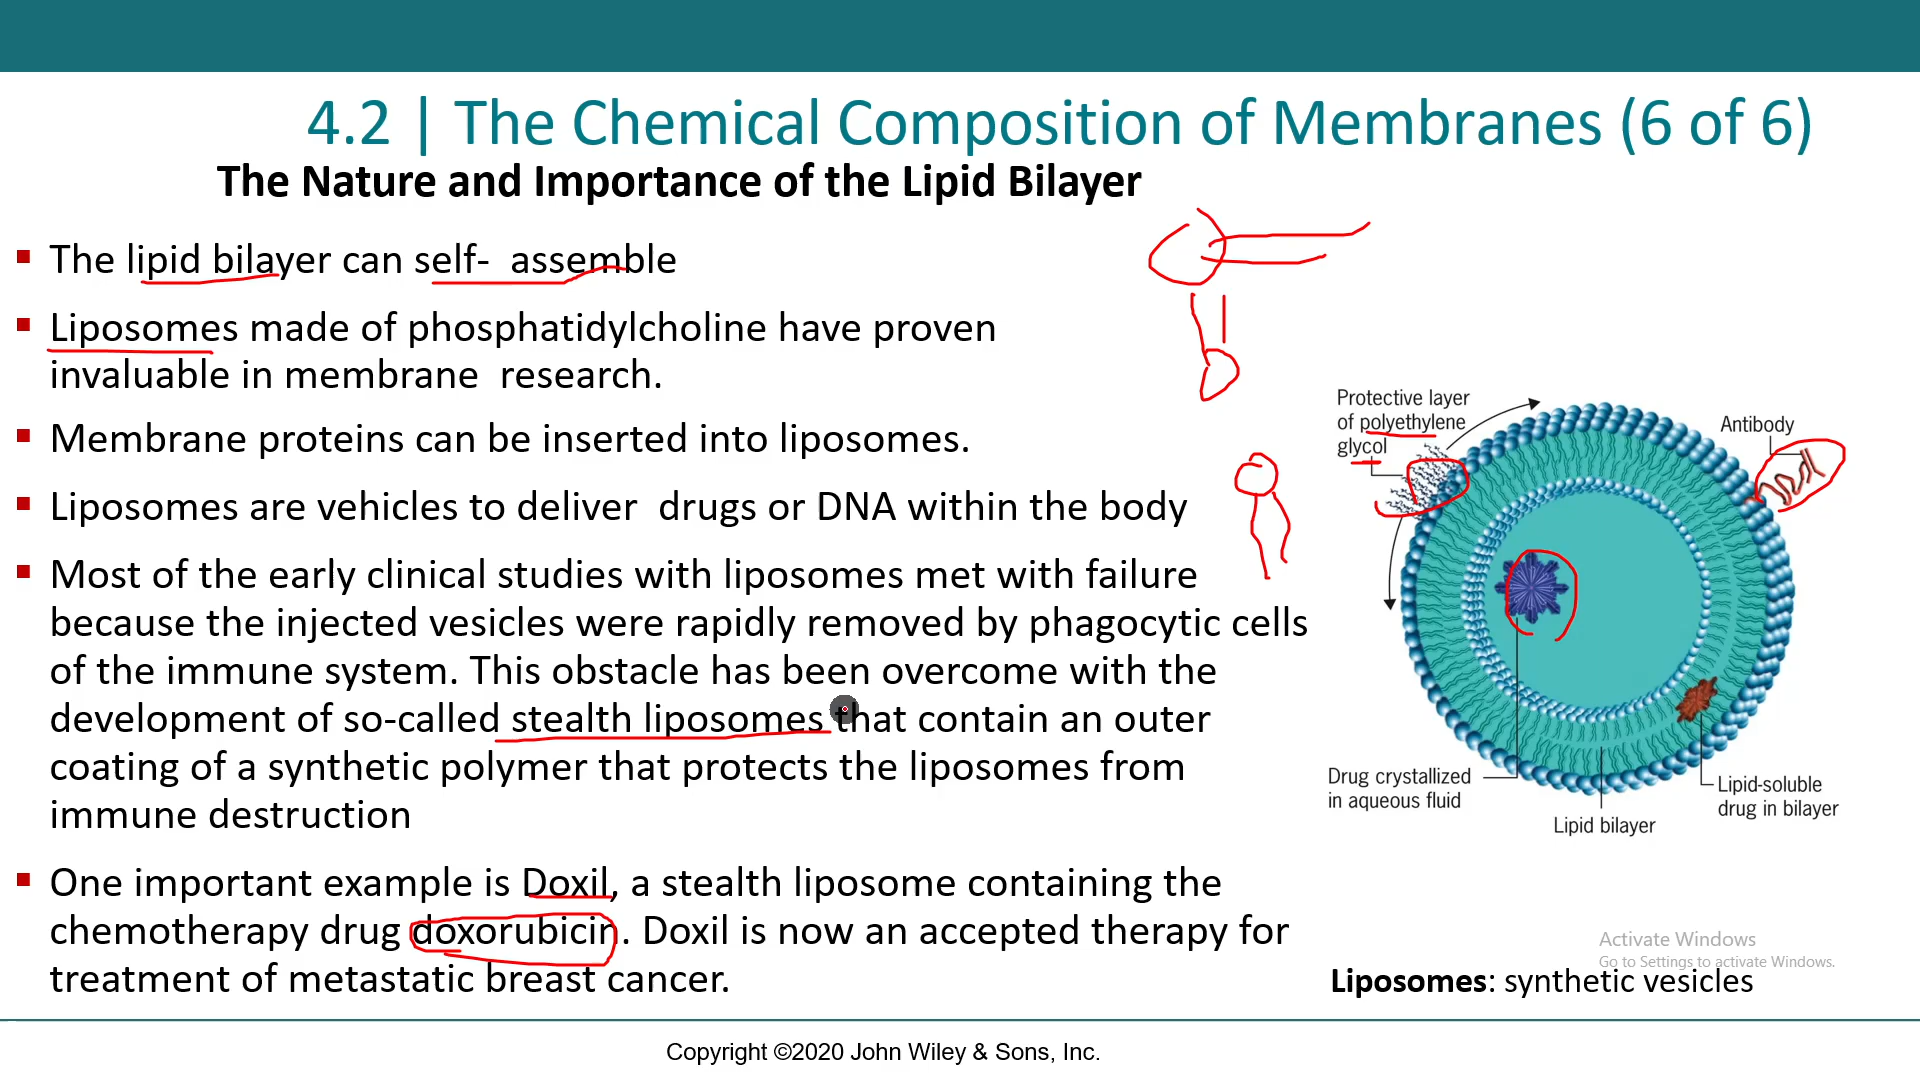 4.2 | The Chemical Composition of Membranes (6 of 6)
The Nature and Importance of the Lipid Bilayer
The lipid bilayer can self- assemble
Liposomes made of phosphatidylcholine have proven
invaluable in membrane research.
Membrane proteins can be inserted into liposomes.
Liposomes are vehicles to deliver drugs or DNA within the body
Most of the early clinical studies with liposomes met with failure
because the injected vesicles were rapidly removed by phagocytic cells
of the immune system. This obstacle has been overcome with the
development of so-called stealth liposomes that contain an outer
coating of a synthetic polymer that protects the liposomes from
immune destruction
One important example is Doxil, a stealth liposome containing the
chemotherapy drug doxorubicin. Doxil is now an accepted therapy for
treatment of metastatic breast cancer.
Protective layer
of polyethylene
glycol
Antibody
Drug crystallized
in aqueous fluid
Lipid bilayer
Lipid-soluble
drug in bilayer
Activate Windows
Go to Settings to activate Windows.
Liposomes: synthetic vesicles
Copyright ©2020 John Wiley & Sons, Inc.